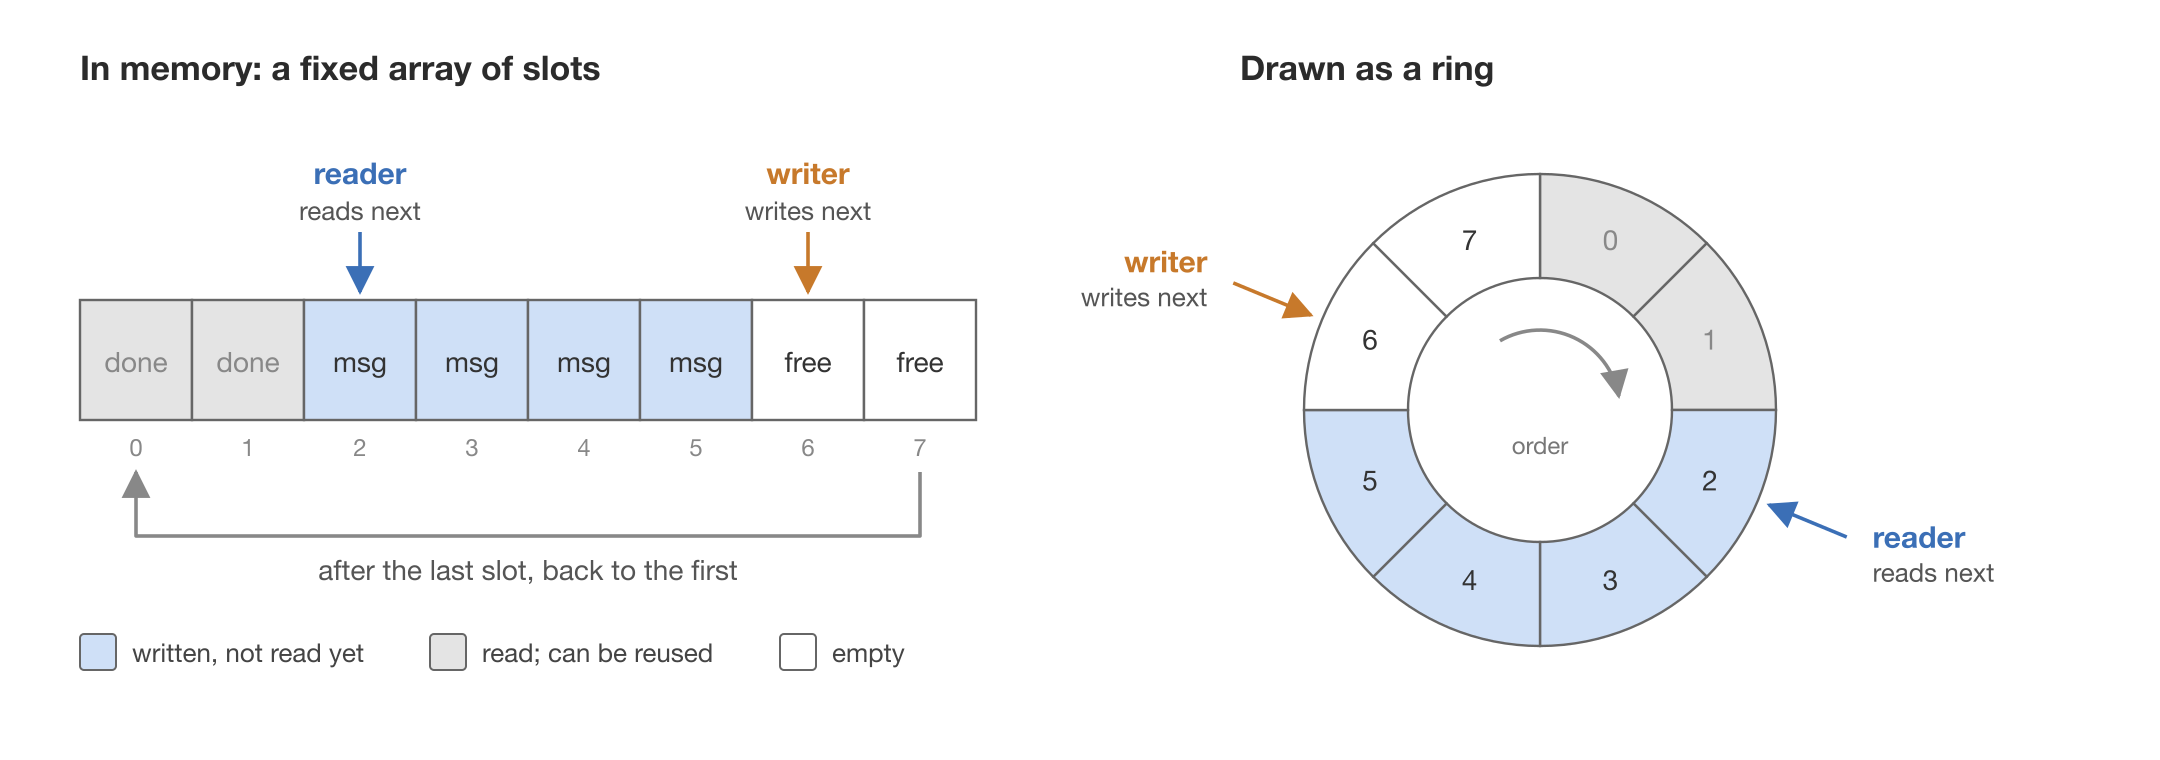 In memory: a fixed array of slots
reader
reads next
writer
writes next
done done msg msg msg msg free free
0 1 2 3 4 5 6 7
after the last slot, back to the first
written, not read yet
read; can be reused
empty
Drawn as a ring
writer
writes next
7 0
6 1
order
5 2
4 3
reader
reads next